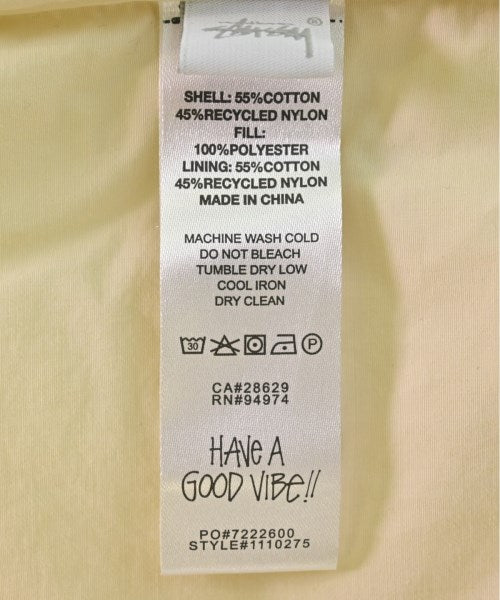 Stüssy
®
SHELL: 55%COTTON
45%RECYCLED NYLON
FILL:
100%POLYESTER
LINING: 55%COTTON
45%RECYCLED NYLON
MADE IN CHINA
MACHINE WASH COLD
DO NOT BLEACH
TUMBLE DRY LOW
COOL IRON
DRY CLEAN
30 P
CA#28629
RN#94974
HAVE A
GOOD VIBE!!
PO#7222600
STYLE#1110275